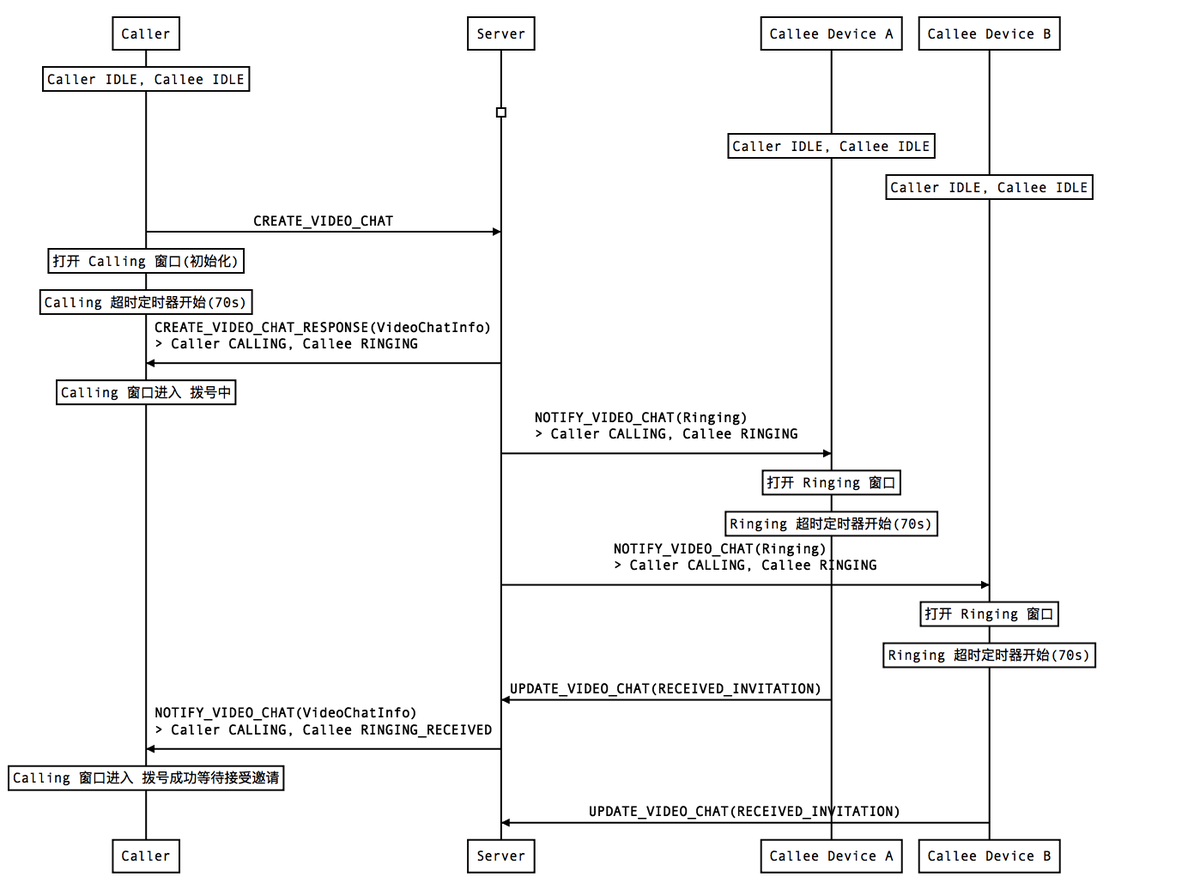 Caller
Server
Callee Device A
Callee Device B
Caller IDLE, Callee IDLE
Caller IDLE, Callee IDLE
Caller IDLE, Callee IDLE
CREATE_VIDEO_CHAT
打开 Calling 窗口(初始化)
Calling 超时定时器开始(70s)
CREATE_VIDEO_CHAT_RESPONSE(VideoChatInfo)
> Caller CALLING, Callee RINGING
Calling 窗口进入 拨号中
NOTIFY_VIDEO_CHAT(Ringing)
> Caller CALLING, Callee RINGING
打开 Ringing 窗口
Ringing 超时定时器开始(70s)
NOTIFY_VIDEO_CHAT(Ringing)
> Caller CALLING, Callee RINGING
打开 Ringing 窗口
Ringing 超时定时器开始(70s)
UPDATE_VIDEO_CHAT(RECEIVED_INVITATION)
NOTIFY_VIDEO_CHAT(VideoChatInfo)
> Caller CALLING, Callee RINGING_RECEIVED
Calling 窗口进入 拨号成功等待接受邀请
UPDATE_VIDEO_CHAT(RECEIVED_INVITATION)
Caller
Server
Callee Device A
Callee Device B